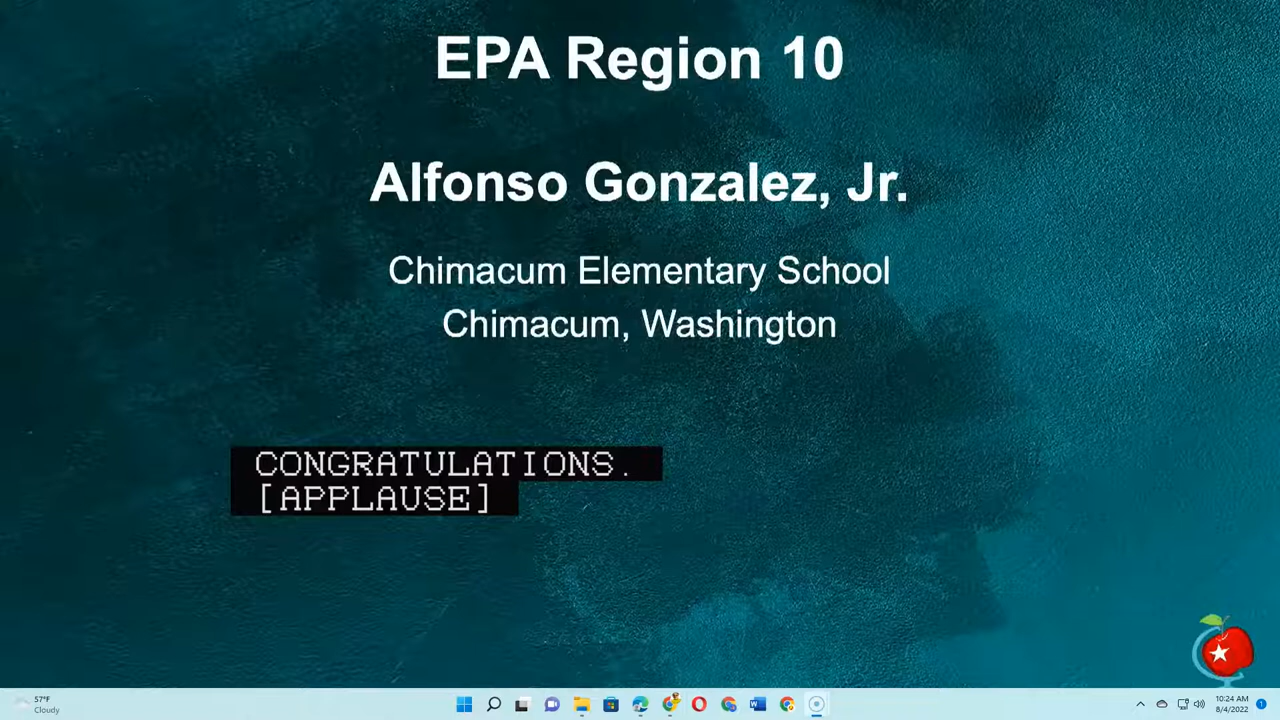 EPA Region 10
Alfonso Gonzalez, Jr.
Chimacum Elementary School
Chimacum, Washington
CONGRATULATIONS.
[APPLAUSE]
57°F
Cloudy
10:24 AM
8/4/2022
1